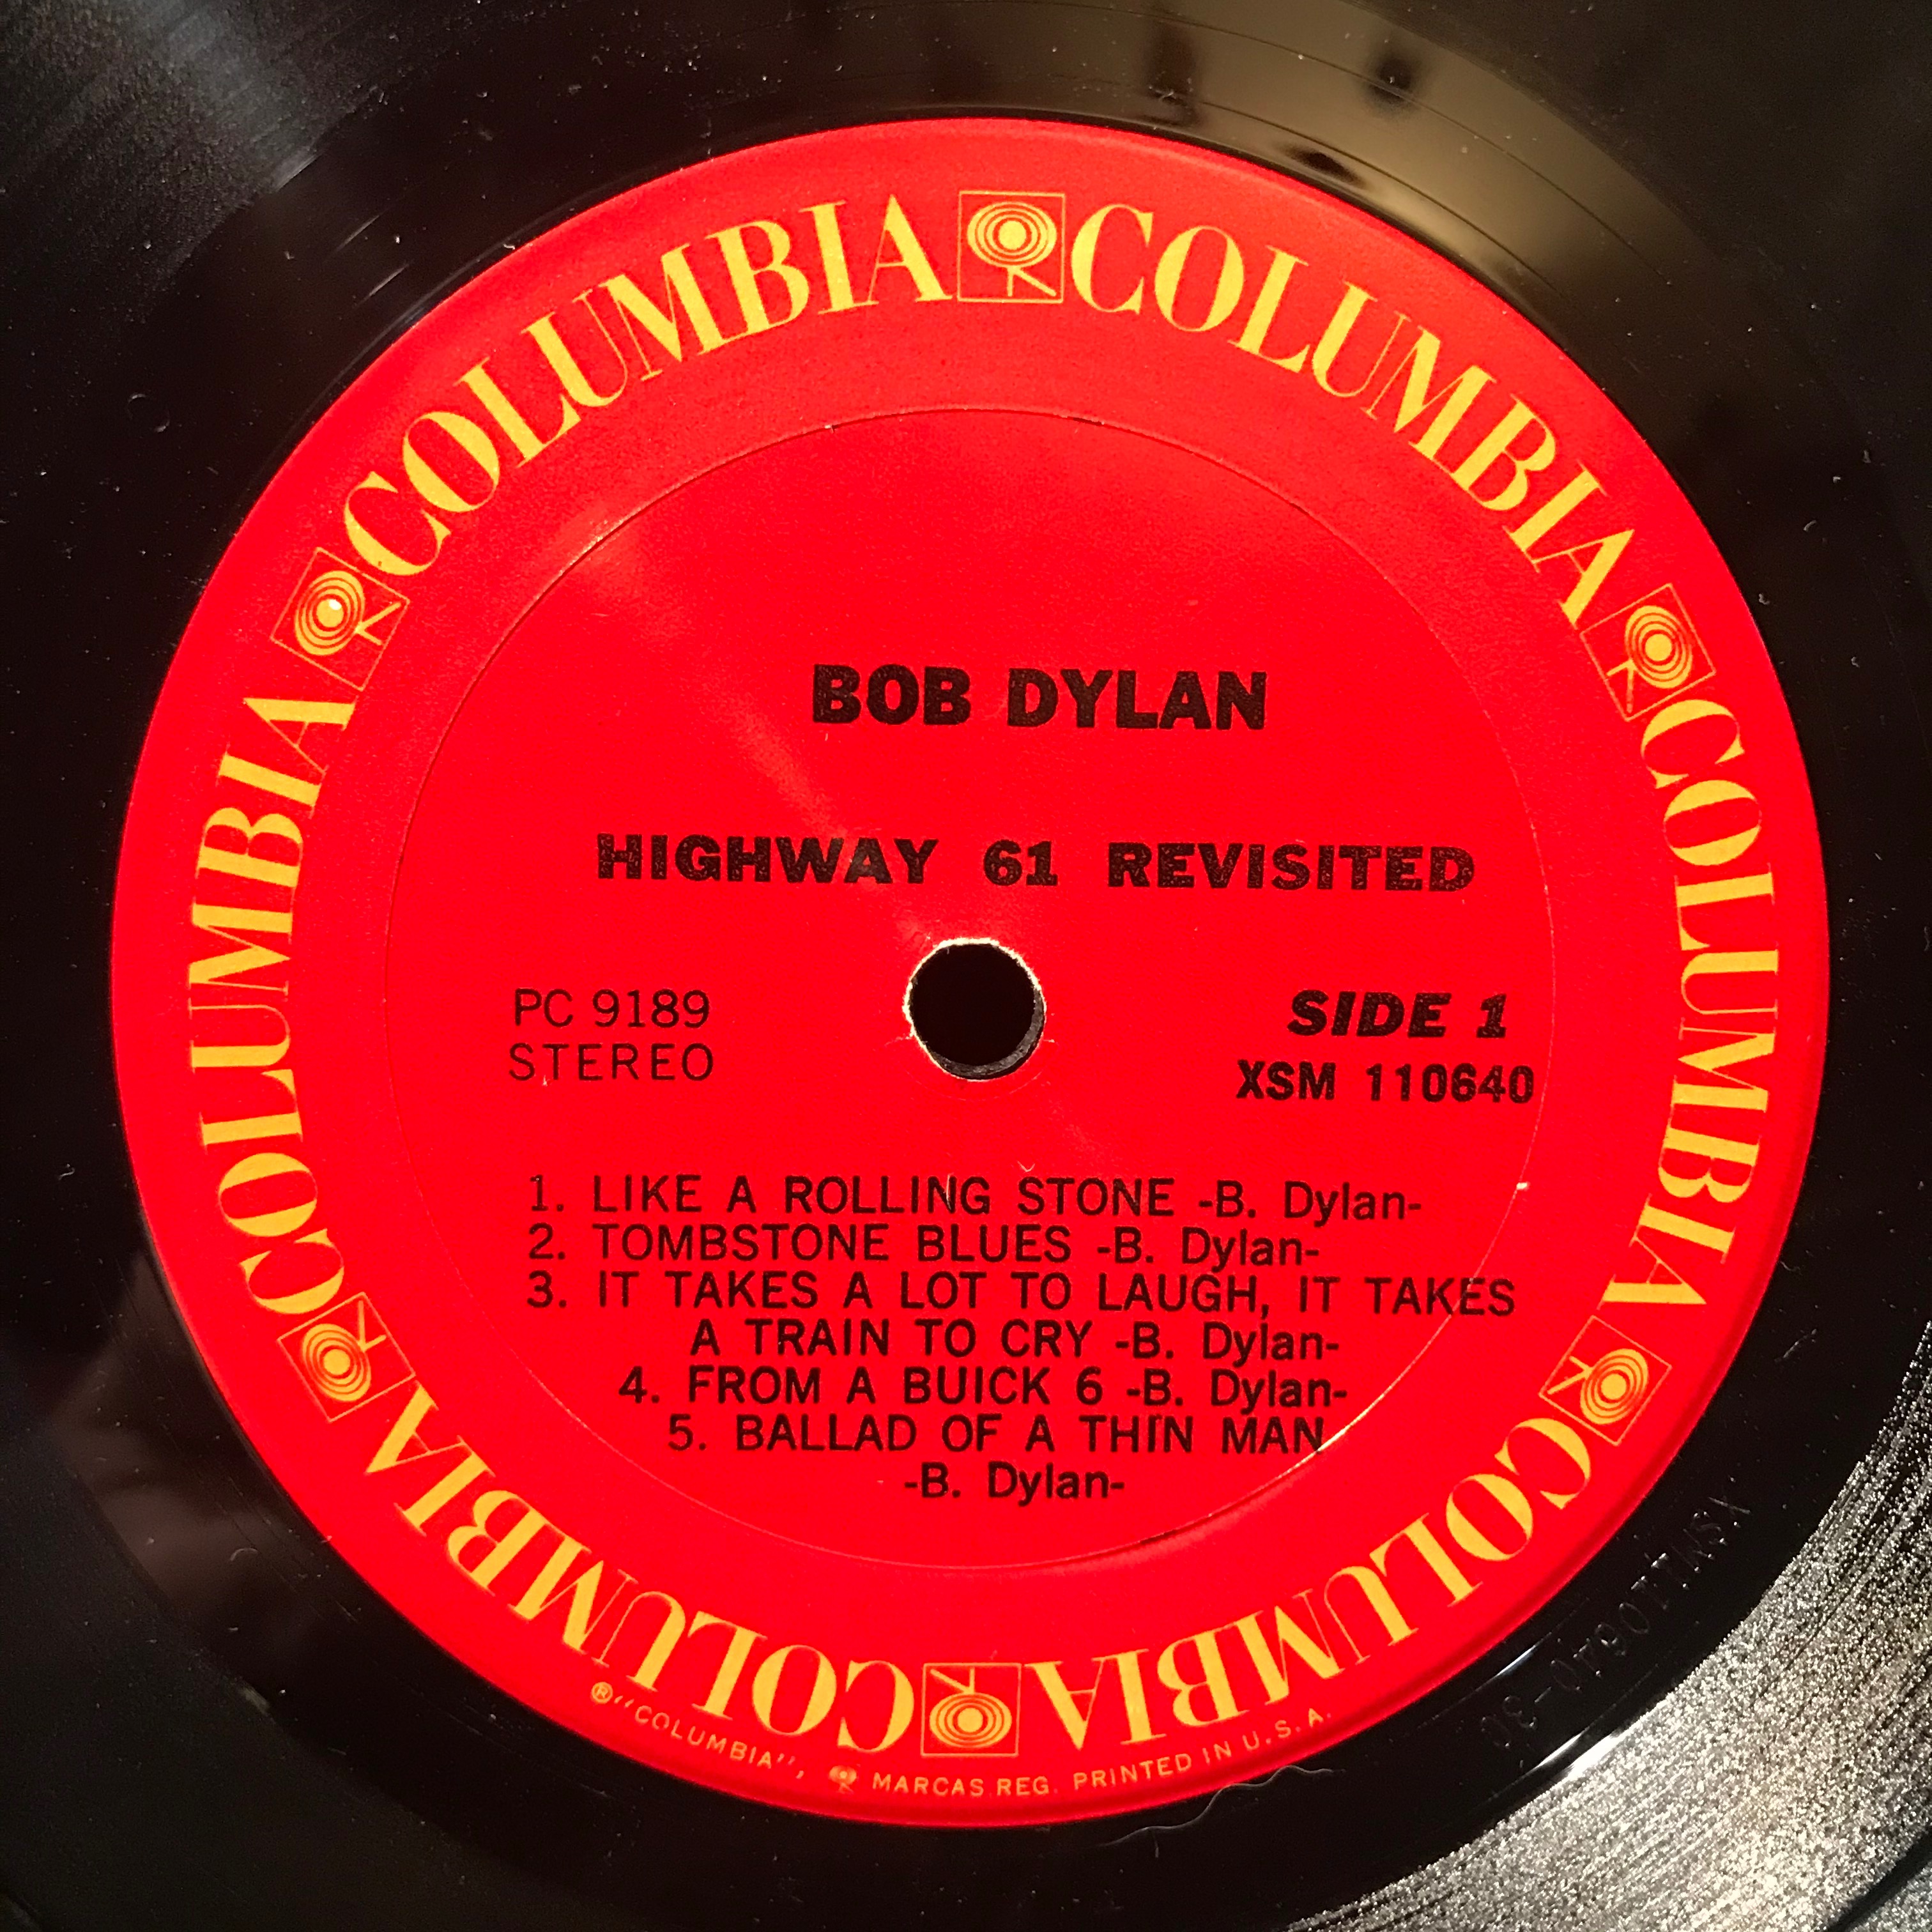 COLUMBIA COLUMBIA COLUMBIA COLUMBIA COLUMBIA COLUMBIA
BOB DYLAN
HIGHWAY 61 REVISITED
PC 9189
STEREO
SIDE 1
XSM 110640
1. LIKE A ROLLING STONE -B. Dylan-
2. TOMBSTONE BLUES -B. Dylan-
3. IT TAKES A LOT TO LAUGH, IT TAKES
A TRAIN TO CRY -B. Dylan-
4. FROM A BUICK 6 -B. Dylan-
5. BALLAD OF A THIN MAN
-B. Dylan-
® "COLUMBIA", MARCAS REG. PRINTED IN U.S.A.